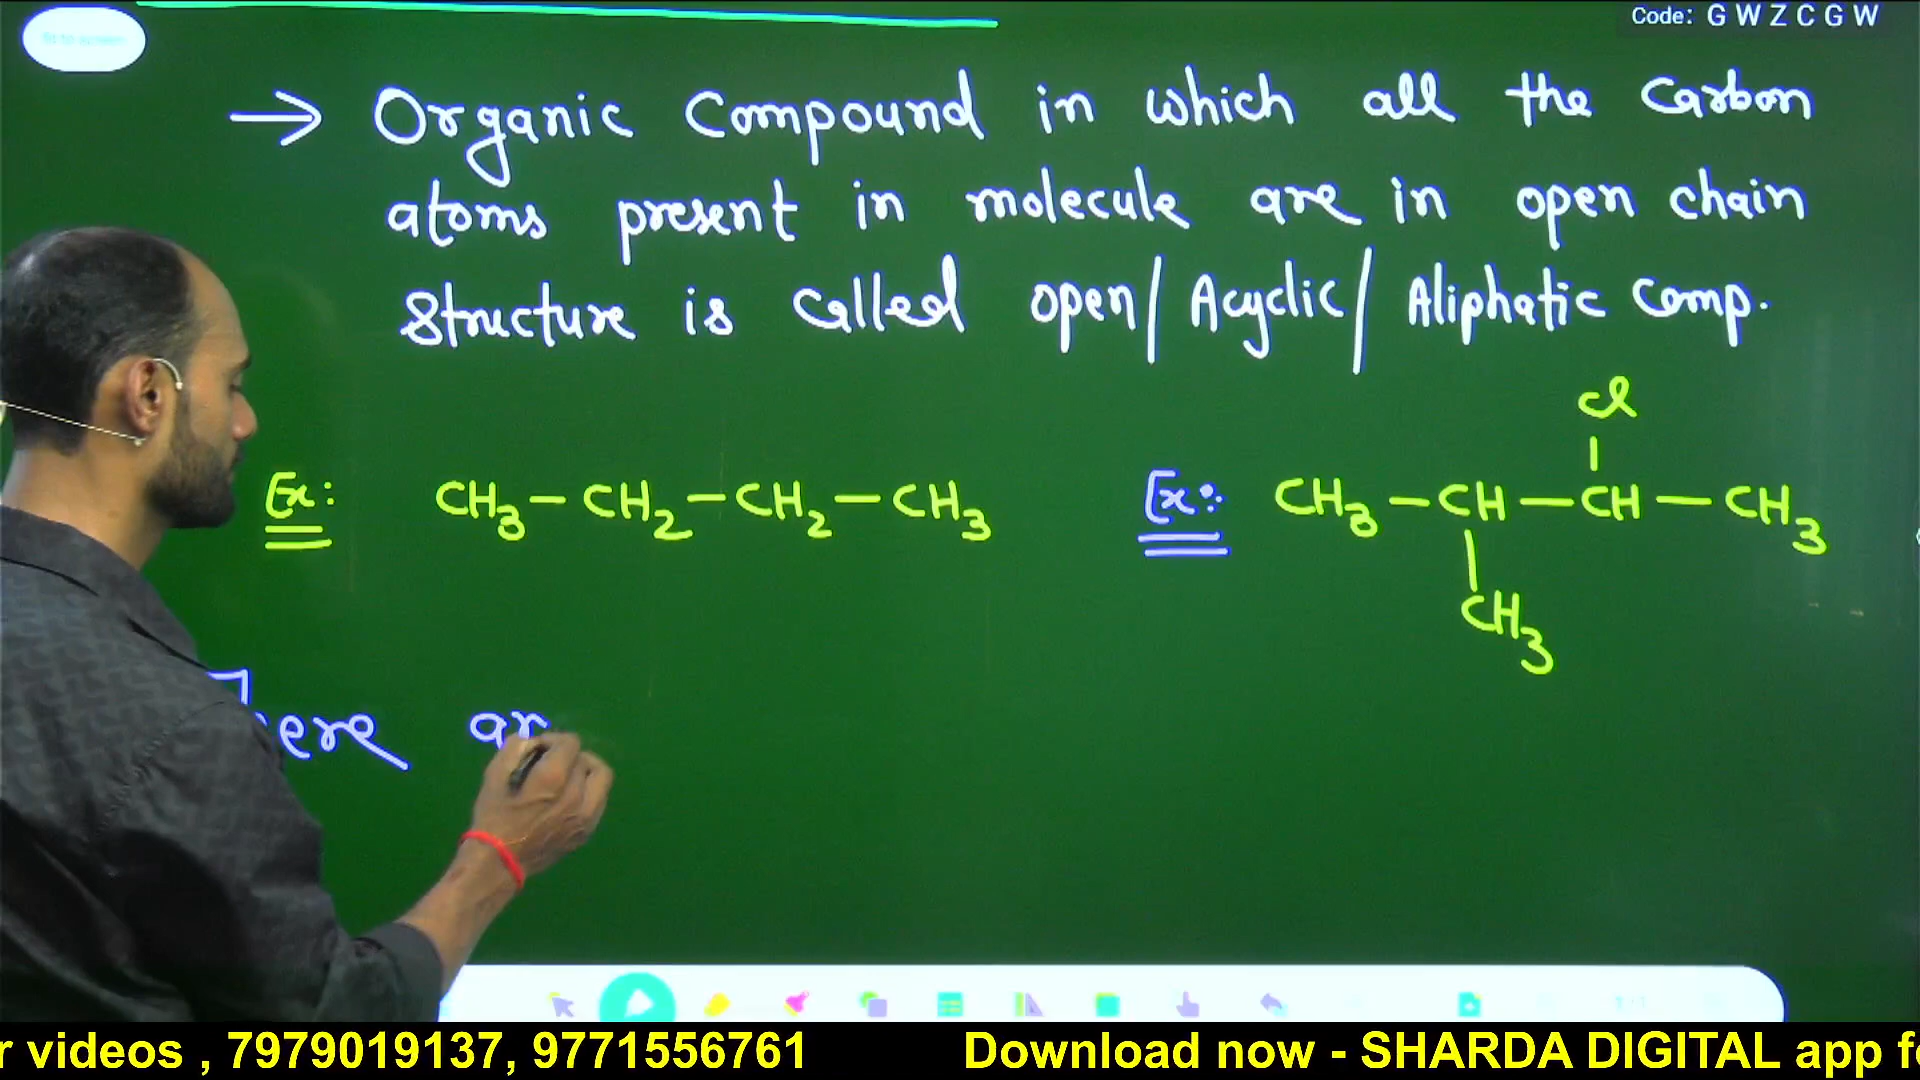 Code: GWZCGW
→ Organic Compound in which all the Carbon
atoms present in molecule are in open chain
Structure is called open/ Acyclic/ Aliphatic Comp.
Cl
Ex: CH3 – CH2 – CH2 – CH3 Ex: CH3 – CH – CH – CH3
CH3
ere ar
r videos , 7979019137, 9771556761 Download now - SHARDA DIGITAL app fo